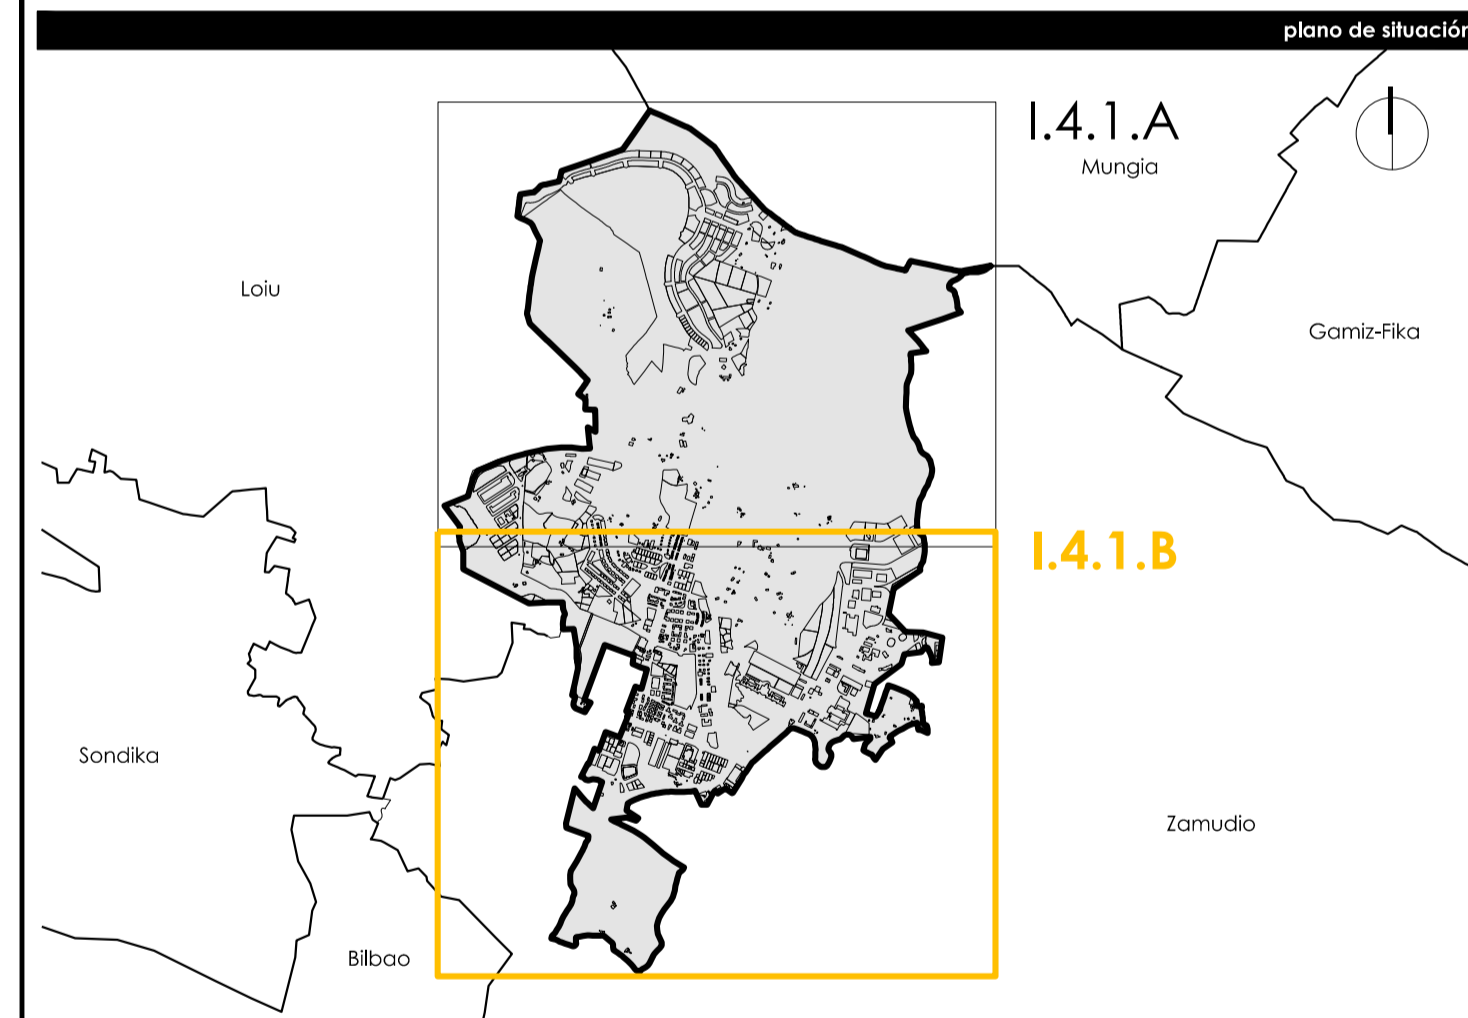 plano de situación
I.4.1.A
Mungia
Loiu
Gamiz-Fika
I.4.1.B
Sondika
Zamudio
Bilbao